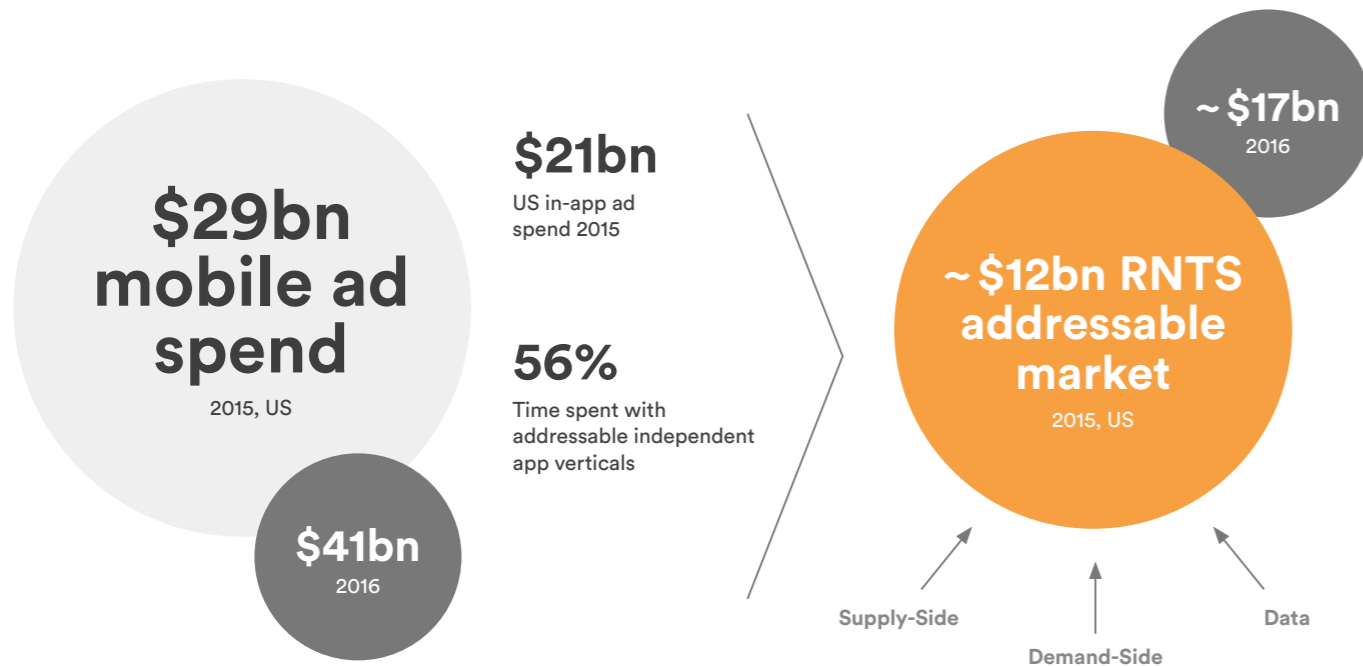 $29bn
mobile ad
spend
2015, US
$41bn
2016
$21bn
US in-app ad
spend 2015
56%
Time spent with
addressable independent
app verticals
~ $17bn
2016
~ $12bn RNTS
addressable
market
2015, US
Supply-Side
Demand-Side
Data